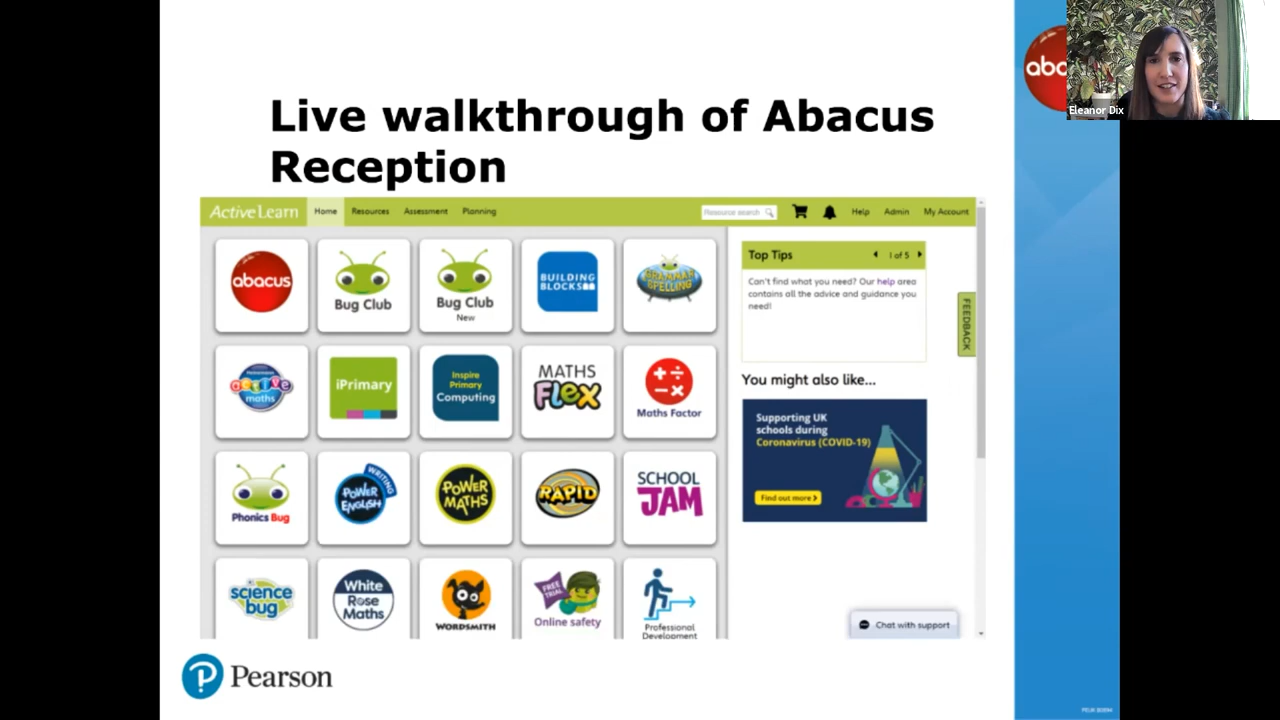 Live walkthrough of Abacus
Reception
abac
Eleanor Dix
ActiveLearn
Home
Resources
Assessment
Planning
Resource search
Help
Admin
My Account
abacus
Bug Club
Bug Club
New
BUILDING
BLOCKS
GRAMMAR
SPELLING
Top Tips
1 of 5
Can't find what you need? Our help area
contains all the advice and guidance you
need!
FEEDBACK
active
maths
iPrimary
Inspire
Primary
Computing
Computing
MATHS
FLEX
Maths Factor
You might also like...
Supporting UK
schools during
Coronavirus (COVID-19)
Find out more
Phonics Bug
POWER
ENGLISH
WRITING
POWER
MATHS
RAPID
SCHOOL
JAM
science
bug
White
Rose
Maths
WORDSMITH
FREE
TRIAL
Online safety
Professional
Development
Chat with support
Pearson